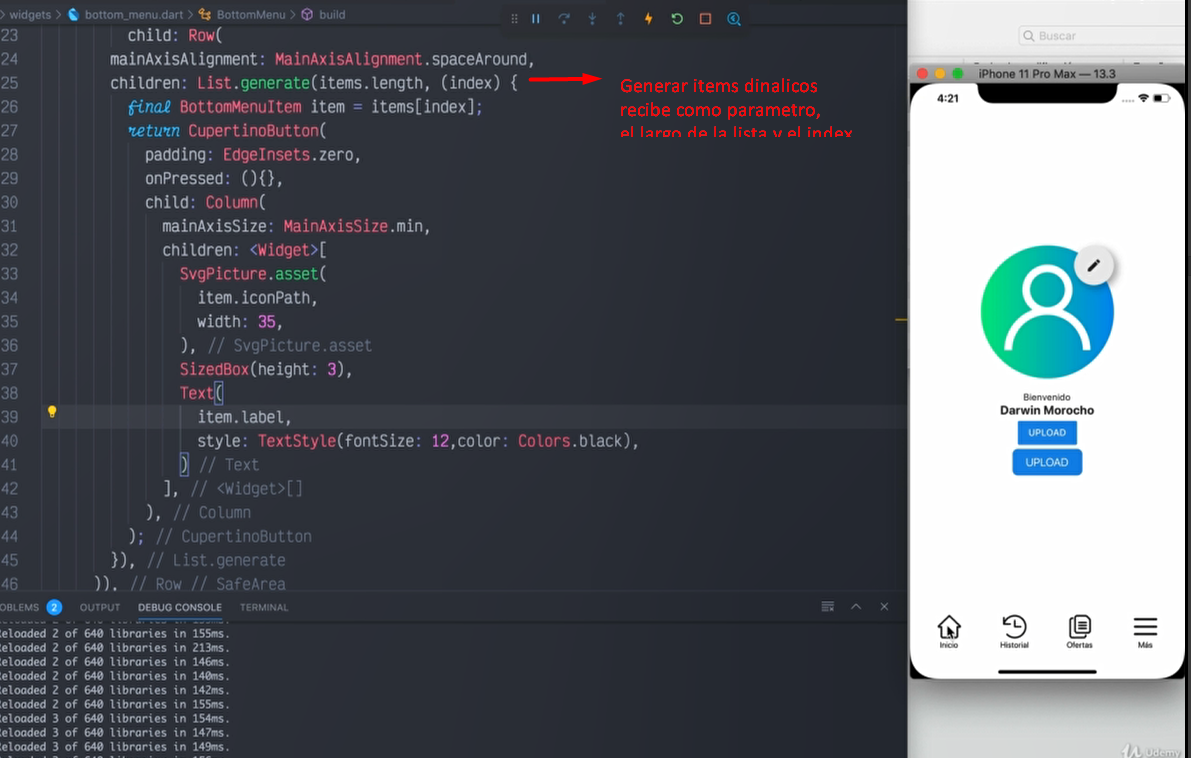 widgets > bottom_menu.dart > BottomMenu > build
23 child: Row(
24 mainAxisAlignment: MainAxisAlignment.spaceAround,
25 children: List.generate(items.length, (index) {
26 final BottomMenuItem item = items[index];
27 return CupertinoButton(
28 padding: EdgeInsets.zero,
29 onPressed: (){},
30 child: Column(
31 mainAxisSize: MainAxisSize.min,
32 children: <Widget>[
33 SvgPicture.asset(
34 item.iconPath,
35 width: 35,
36 ), // SvgPicture.asset
37 SizedBox(height: 3),
38 Text(
39 item.label,
40 style: TextStyle(fontSize: 12,color: Colors.black),
41 ) // Text
42 ], // <Widget>[]
43 ), // Column
44 ); // CupertinoButton
45 }), // List.generate
46 )), // Row // SafeArea
Generar items dinalicos
recibe como parametro,
el largo de la lista y el index
OBLEMS 2 OUTPUT DEBUG CONSOLE TERMINAL
eloaded 2 of 640 libraries in 155ms.
eloaded 2 of 640 libraries in 213ms.
eloaded 2 of 640 libraries in 146ms.
eloaded 2 of 640 libraries in 140ms.
eloaded 2 of 640 libraries in 142ms.
eloaded 2 of 640 libraries in 155ms.
eloaded 3 of 640 libraries in 154ms.
eloaded 3 of 640 libraries in 147ms.
eloaded 3 of 640 libraries in 149ms.
Buscar
iPhone 11 Pro Max — 13.3
4:21
Bienvenido
Darwin Morocho
UPLOAD
UPLOAD
Inicio Historial Ofertas Más
Udemy